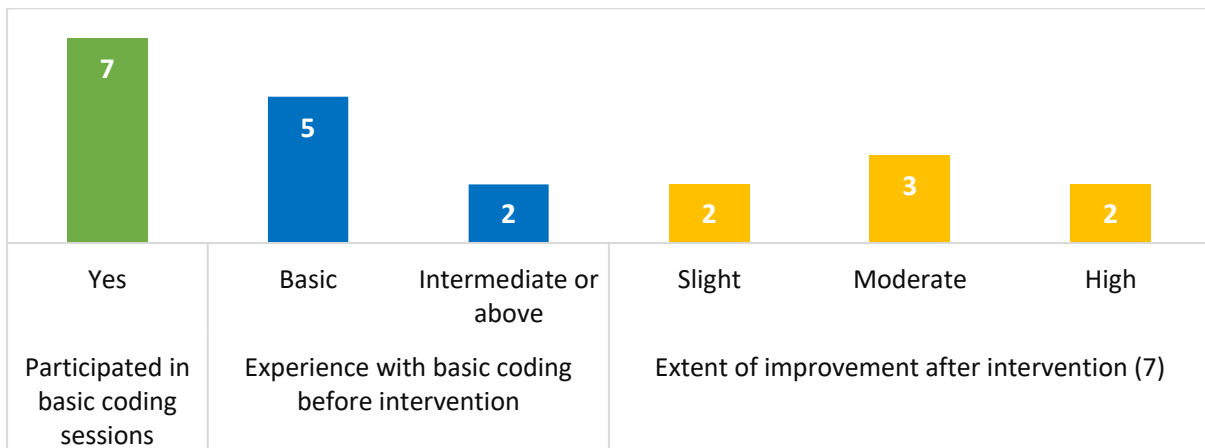 7
5
2
2
3
2
Yes
Basic
Intermediate or
above
Slight
Moderate
High
Participated in
basic coding
sessions
Experience with basic coding
before intervention
Extent of improvement after intervention (7)